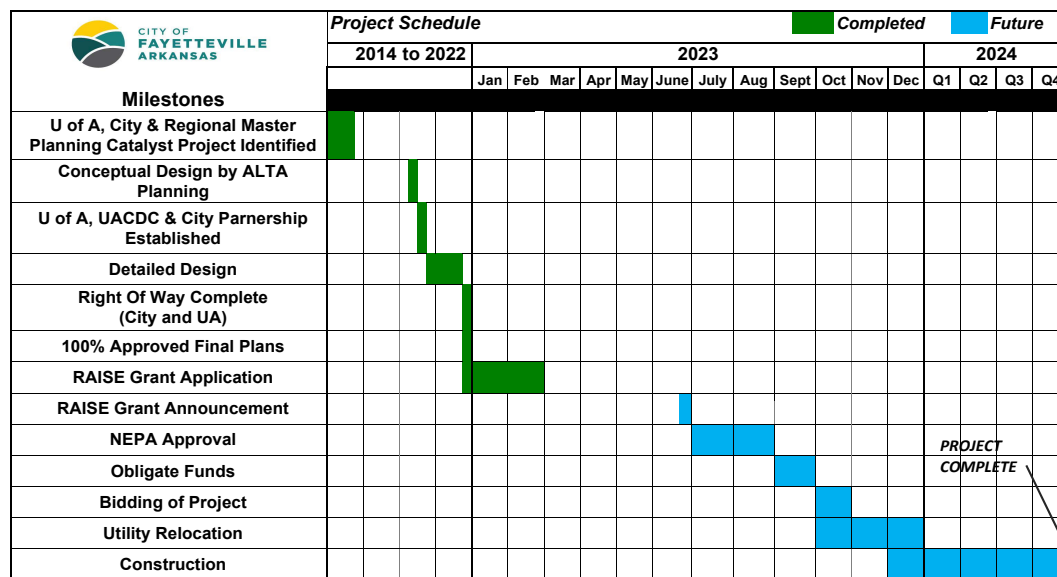 CITY OF
FAYETTEVILLE
ARKANSAS
Project Schedule
Completed
Future
2014 to 2022
2023
2024
Jan Feb Mar Apr May June July Aug Sept Oct Nov Dec Q1 Q2 Q3 Q4
Milestones
U of A, City & Regional Master
Planning Catalyst Project Identified
Conceptual Design by ALTA
Planning
U of A, UACDC & City Parnership
Established
Detailed Design
Right Of Way Complete
(City and UA)
100% Approved Final Plans
RAISE Grant Application
RAISE Grant Announcement
NEPA Approval
PROJECT
COMPLETE
Obligate Funds
Bidding of Project
Utility Relocation
Construction